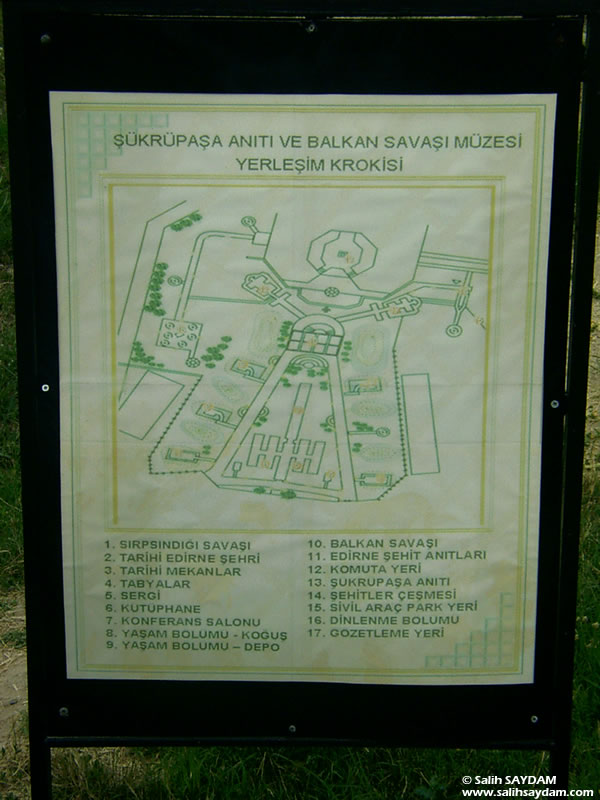 ŞÜKRÜPAŞA ANITI VE BALKAN SAVAŞI MÜZESİ
YERLEŞİM KROKİSİ
1. SIRPSINDIĞI SAVAŞI
2. TARİHİ EDİRNE ŞEHRİ
3. TARİHİ MEKANLAR
4. TABYALAR
5. SERGİ
6. KUTUPHANE
7. KONFERANS SALONU
8. YAŞAM BOLUMU - KOĞUŞ
9. YAŞAM BOLUMU – DEPO
10. BALKAN SAVAŞI
11. EDİRNE ŞEHİT ANITLARI
12. KOMUTA YERİ
13. ŞUKRUPAŞA ANITI
14. ŞEHİTLER ÇEŞMESİ
15. SİVİL ARAÇ PARK YERİ
16. DİNLENME BOLUMU
17. GOZETLEME YERİ
© Salih SAYDAM
www.salihsaydam.com